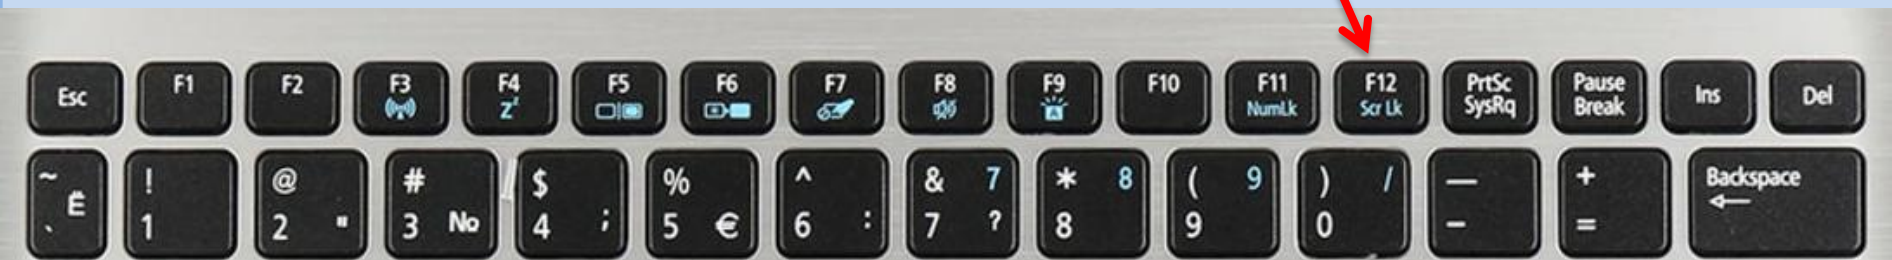 Esc F1 F2 F3 F4 F5 F6 F7 F8 F9 F10 F11 F12 PrtSc Pause Ins Del
Zz A NumLk Scr Lk SysRq Break
~ ! @ # $ % ^ & 7 * 8 ( 9 ) / — + Backspace
Ё
` 1 2 " 3 № 4 ; 5 € 6 : 7 ? 8 9 0 - =